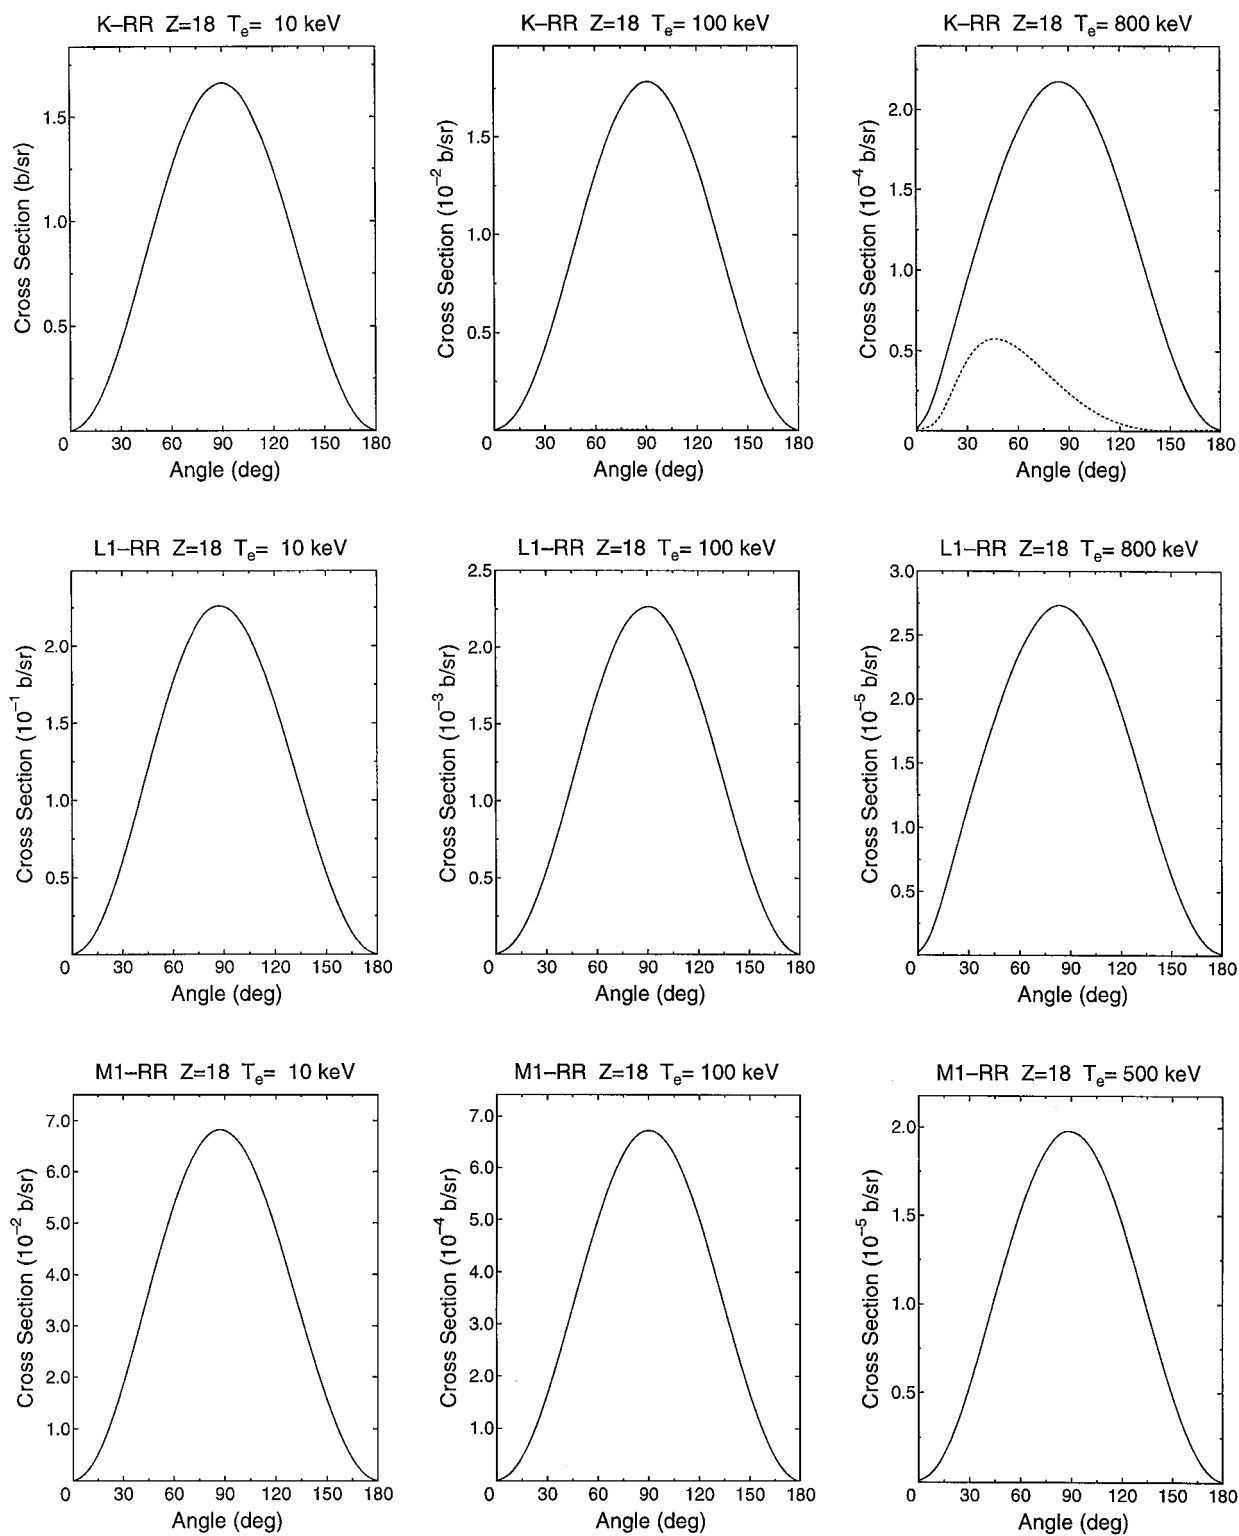 K–RR Z=18 Tₑ= 10 keV
Cross Section (b/sr)
1.5
1.0
0.5
0 30 60 90 120 150 180
Angle (deg)
K–RR Z=18 Tₑ= 100 keV
Cross Section (10⁻² b/sr)
1.5
1.0
0.5
0 30 60 90 120 150 180
Angle (deg)
K–RR Z=18 Tₑ= 800 keV
Cross Section (10⁻⁴ b/sr)
2.0
1.5
1.0
0.5
0 30 60 90 120 150 180
Angle (deg)
L1–RR Z=18 Tₑ= 10 keV
Cross Section (10⁻¹ b/sr)
2.0
1.5
1.0
0.5
0 30 60 90 120 150 180
Angle (deg)
L1–RR Z=18 Tₑ= 100 keV
Cross Section (10⁻³ b/sr)
2.5
2.0
1.5
1.0
0.5
0 30 60 90 120 150 180
Angle (deg)
L1–RR Z=18 Tₑ= 800 keV
Cross Section (10⁻⁵ b/sr)
3.0
2.5
2.0
1.5
1.0
0.5
0 30 60 90 120 150 180
Angle (deg)
M1–RR Z=18 Tₑ= 10 keV
Cross Section (10⁻² b/sr)
7.0
6.0
5.0
4.0
3.0
2.0
1.0
0 30 60 90 120 150 180
Angle (deg)
M1–RR Z=18 Tₑ= 100 keV
Cross Section (10⁻⁴ b/sr)
7.0
6.0
5.0
4.0
3.0
2.0
1.0
0 30 60 90 120 150 180
Angle (deg)
M1–RR Z=18 Tₑ= 500 keV
Cross Section (10⁻⁵ b/sr)
2.0
1.5
1.0
0.5
0 30 60 90 120 150 180
Angle (deg)